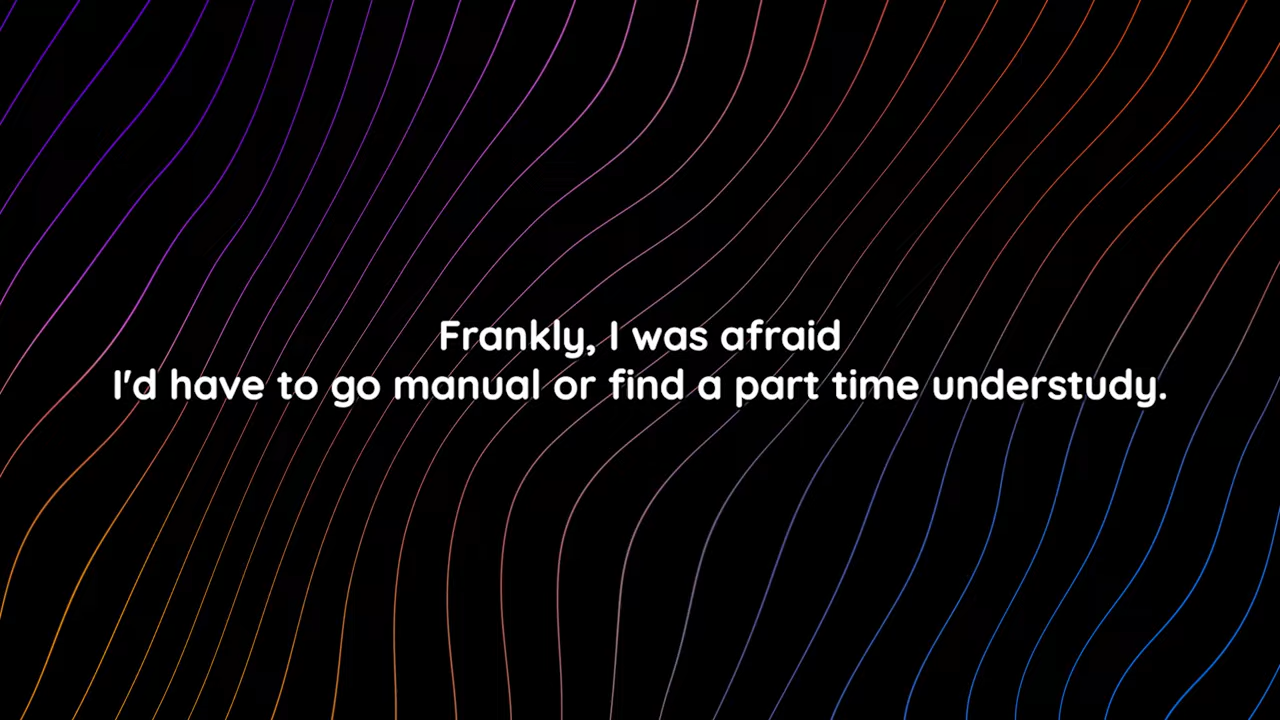 Frankly, I was afraid
I'd have to go manual or find a part time understudy.